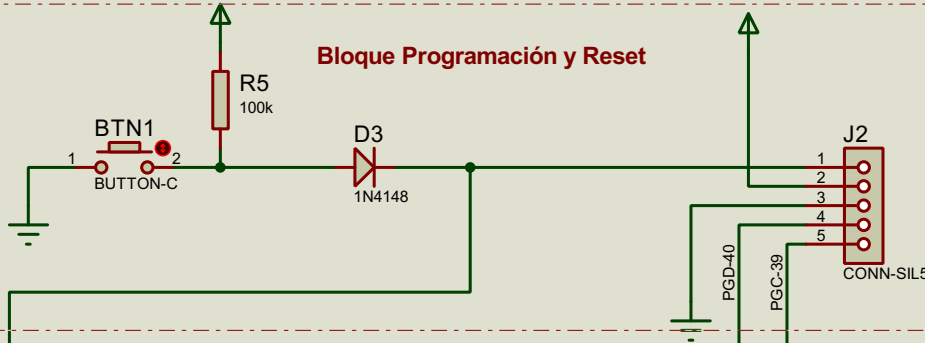 Bloque Programación y Reset
R5
100k
BTN1
1
2
BUTTON-C
D3
1N4148
J2
1
2
3
4
5
CONN-SIL5
PGD-40
PGC-39